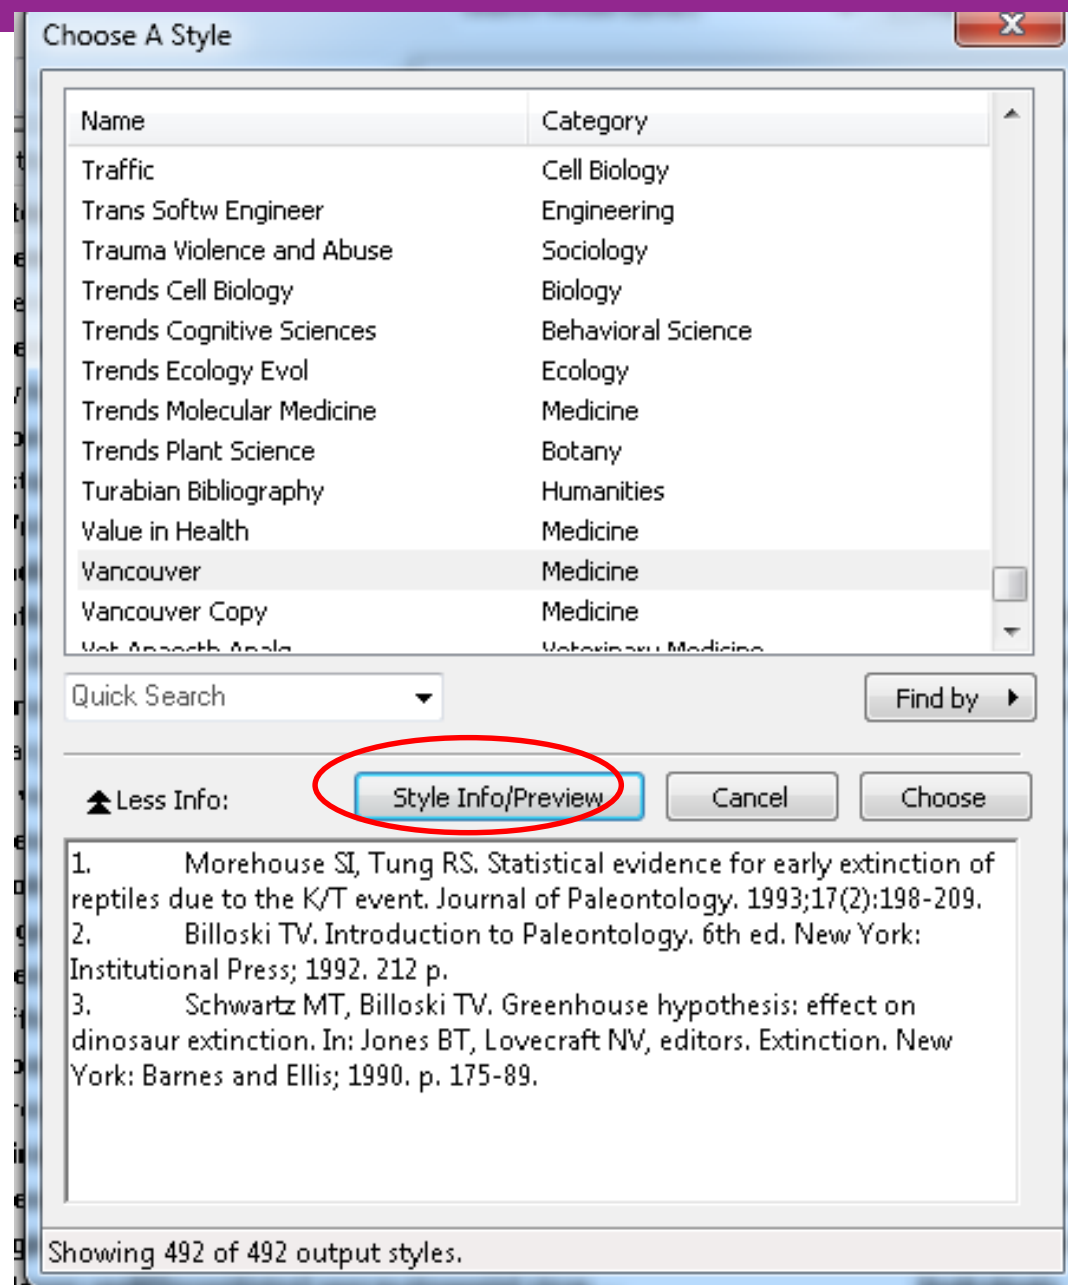 Choose A Style
x
Name Category
Traffic Cell Biology
Trans Softw Engineer Engineering
Trauma Violence and Abuse Sociology
Trends Cell Biology Biology
Trends Cognitive Sciences Behavioral Science
Trends Ecology Evol Ecology
Trends Molecular Medicine Medicine
Trends Plant Science Botany
Turabian Bibliography Humanities
Value in Health Medicine
Vancouver Medicine
Vancouver Copy Medicine
Vet Anaesth Analg Veterinary Medicine
Quick Search Find by
Less Info: Style Info/Preview Cancel Choose
1. Morehouse SI, Tung RS. Statistical evidence for early extinction of
reptiles due to the K/T event. Journal of Paleontology. 1993;17(2):198-209.
2. Billoski TV. Introduction to Paleontology. 6th ed. New York:
Institutional Press; 1992. 212 p.
3. Schwartz MT, Billoski TV. Greenhouse hypothesis: effect on
dinosaur extinction. In: Jones BT, Lovecraft NV, editors. Extinction. New
York: Barnes and Ellis; 1990. p. 175-89.
Showing 492 of 492 output styles.